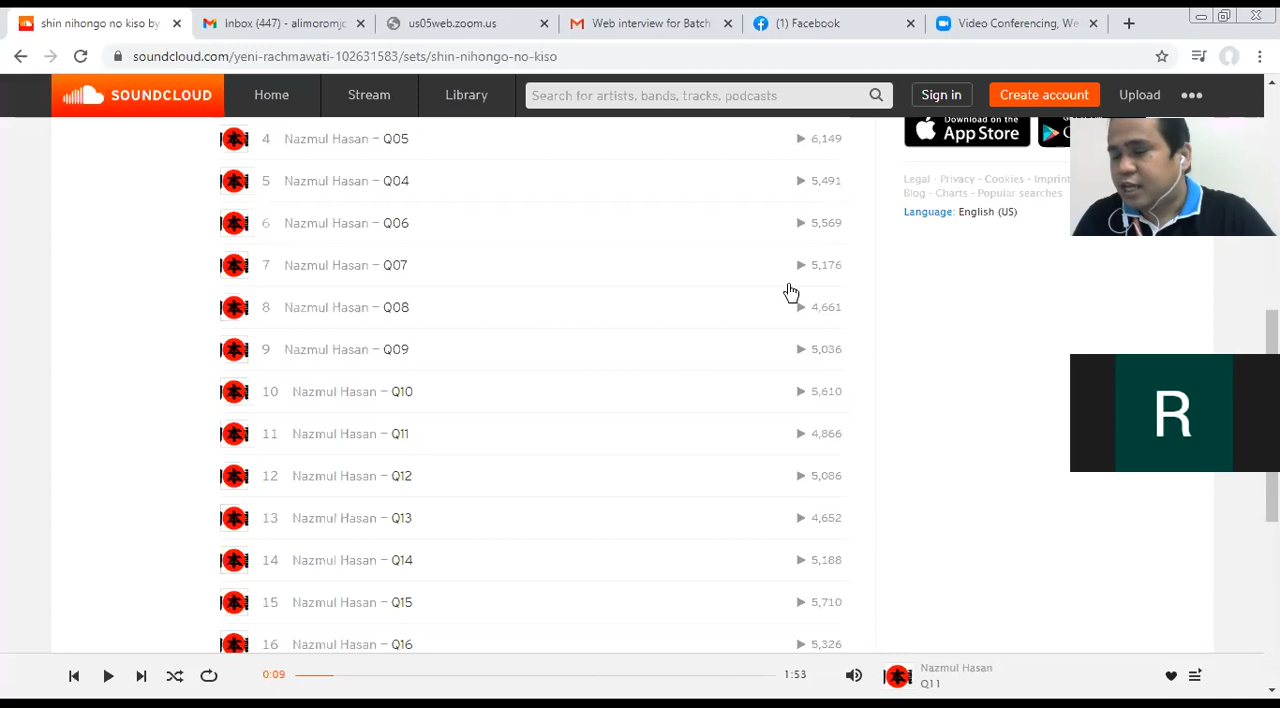 shin nihongo no kiso by
Inbox (447) - alimoromjc
us05web.zoom.us
Web interview for Batch
(1) Facebook
Video Conferencing, We
soundcloud.com/yeni-rachmawati-102631583/sets/shin-nihongo-no-kiso
SOUNDCLOUD
Home
Stream
Library
Search for artists, bands, tracks, podcasts
Sign in
Create account
Upload
4 Nazmul Hasan – Q05 6,149
5 Nazmul Hasan – Q04 5,491
6 Nazmul Hasan – Q06 5,569
7 Nazmul Hasan – Q07 5,176
8 Nazmul Hasan – Q08 4,661
9 Nazmul Hasan – Q09 5,036
10 Nazmul Hasan – Q10 5,610
11 Nazmul Hasan – Q11 4,866
12 Nazmul Hasan – Q12 5,086
13 Nazmul Hasan – Q13 4,652
14 Nazmul Hasan – Q14 5,188
15 Nazmul Hasan – Q15 5,710
16 Nazmul Hasan – Q16 5,326
Download on the
App Store
Legal - Privacy - Cookies - Imprint
Blog - Charts - Popular searches
Language: English (US)
R
0:09
1:53
Nazmul Hasan
Q11